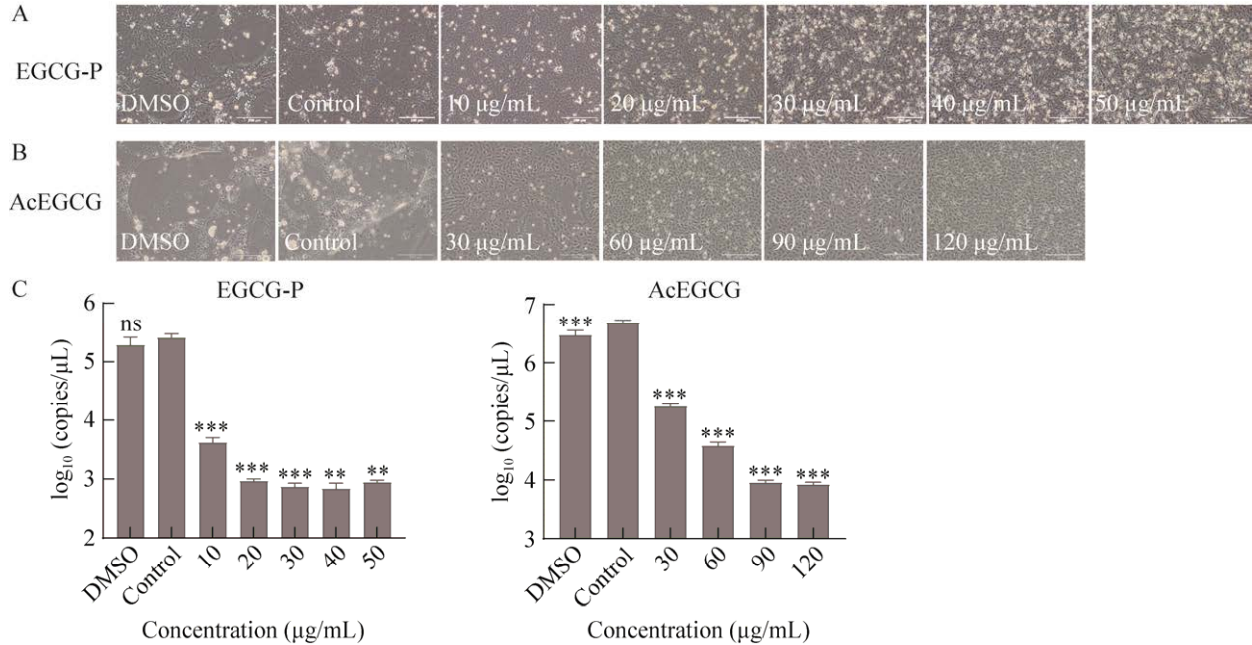 A
EGCG-P
DMSO
Control
10 μg/mL
20 μg/mL
30 μg/mL
40 μg/mL
50 μg/mL
B
AcEGCG
DMSO
Control
30 μg/mL
60 μg/mL
90 μg/mL
120 μg/mL
C
EGCG-P
log₁₀ (copies/μL)
6
5
4
3
2
ns
***
***
***
**
**
DMSO
Control
10
20
30
40
50
Concentration (μg/mL)
AcEGCG
log₁₀ (copies/μL)
7
6
5
4
3
***
***
***
***
***
DMSO
Control
30
60
90
120
Concentration (μg/mL)